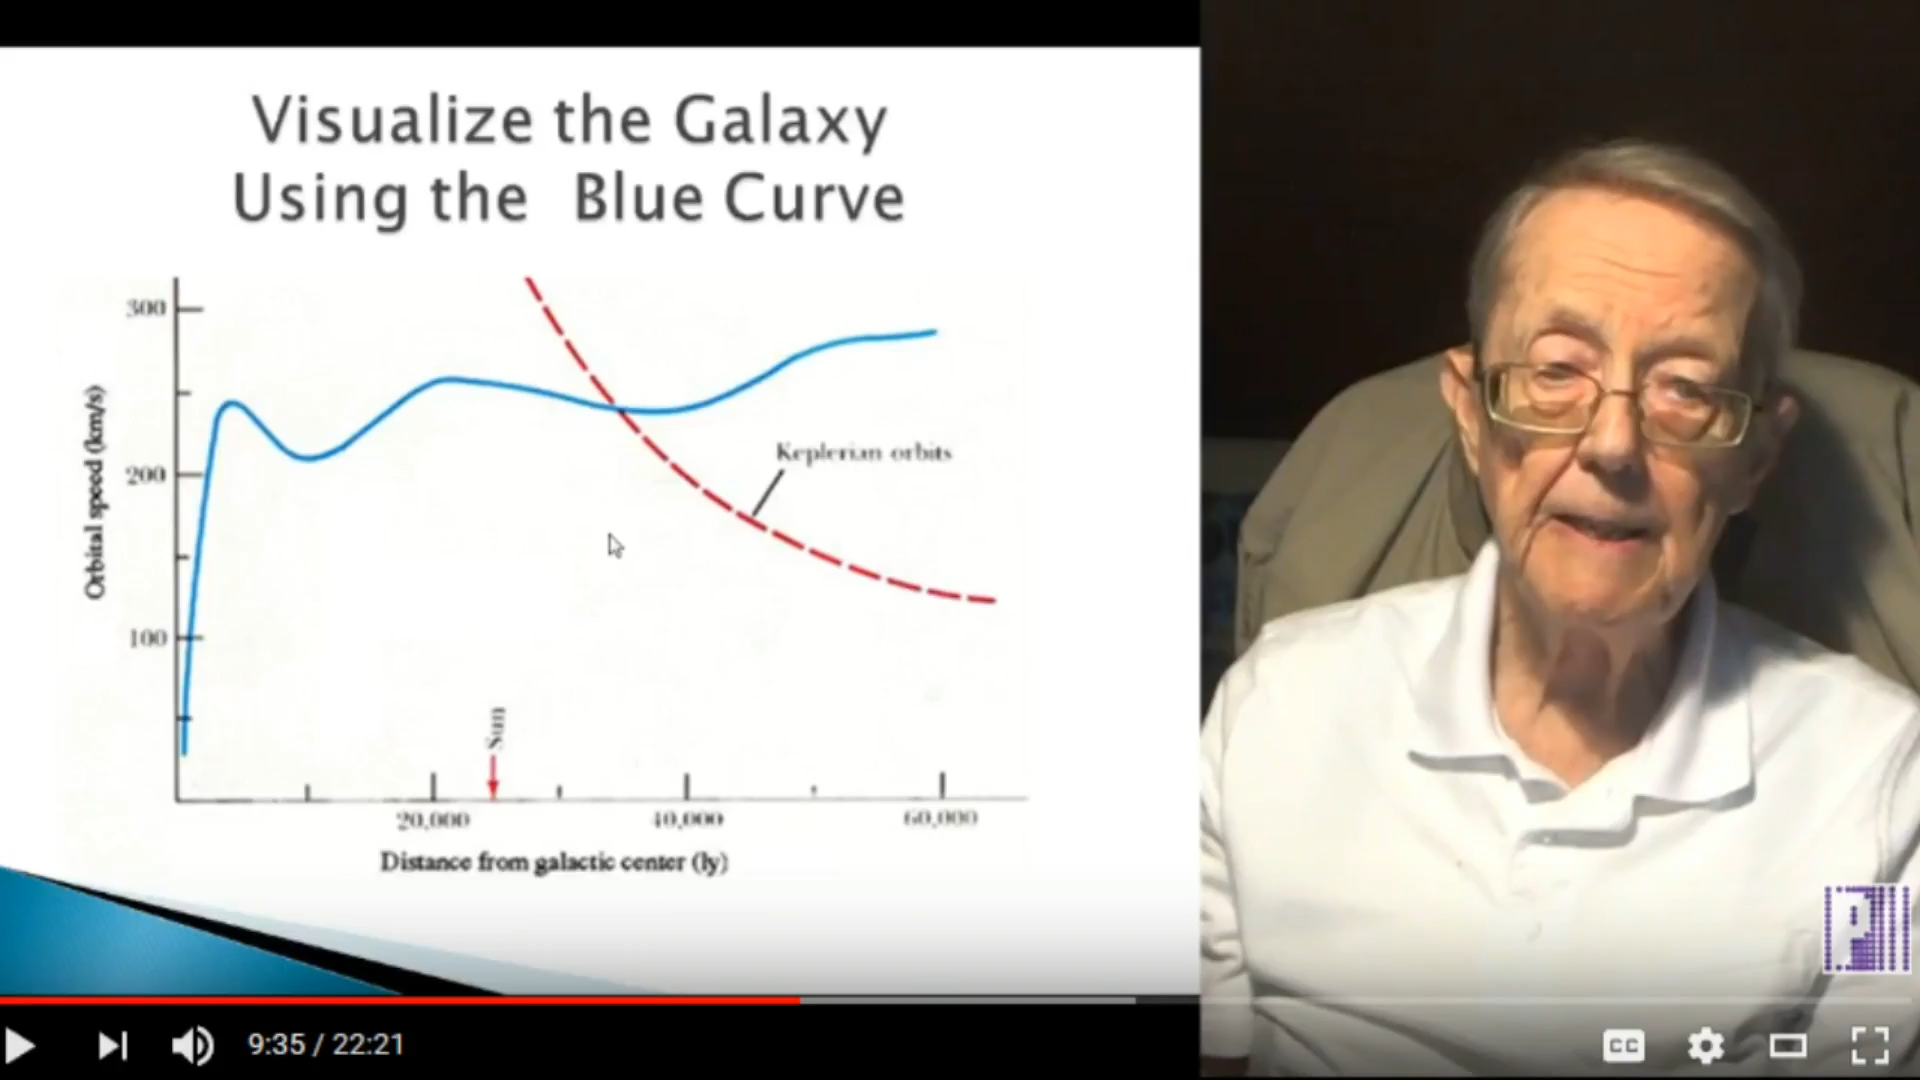 Visualize the Galaxy
Using the Blue Curve
300
200
100
Orbital speed (km/s)
Keplerian orbits
Sun
20,000
40,000
60,000
Distance from galactic center (ly)
P
9:35 / 22:21
CC